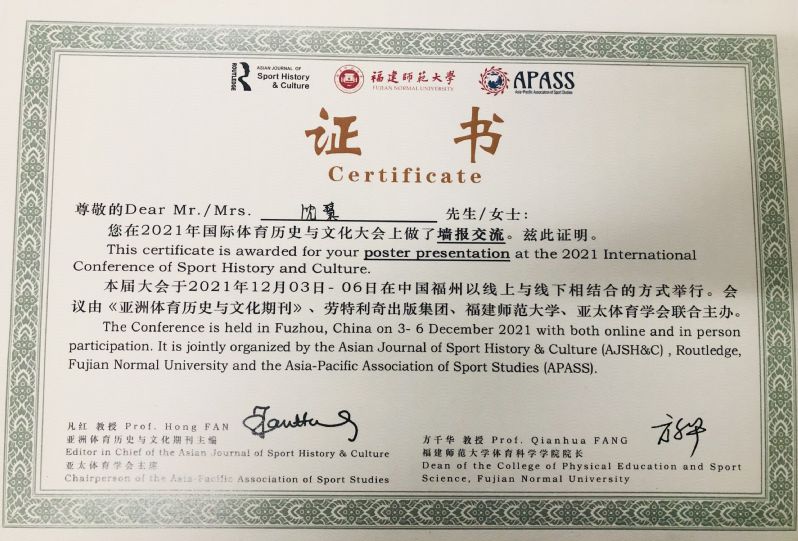 ROUTLEDGE
ASIAN JOURNAL OF
Sport History
& Culture
福建师范大学
FUJIAN NORMAL UNIVERSITY
APASS
Asia-Pacific Association of Sport Studies
证 书
Certificate
尊敬的Dear Mr./Mrs. 沈翼 先生/女士:
您在2021年国际体育历史与文化大会上做了墙报交流。兹此证明。
This certificate is awarded for your poster presentation at the 2021 International
Conference of Sport History and Culture.
本届大会于2021年12月03日- 06日在中国福州以线上与线下相结合的方式举行。会
议由《亚洲体育历史与文化期刊》、劳特利奇出版集团、福建师范大学、亚太体育学会联合主办。
The Conference is held in Fuzhou, China on 3- 6 December 2021 with both online and in person
participation. It is jointly organized by the Asian Journal of Sport History & Culture (AJSH&C) , Routledge,
Fujian Normal University and the Asia-Pacific Association of Sport Studies (APASS).
凡红 教授 Prof. Hong FAN
亚洲体育历史与文化期刊主编
Editor in Chief of the Asian Journal of Sport History & Culture
亚太体育学会主席
Chairperson of the Asia-Pacific Association of Sport Studies
方千华 教授 Prof. Qianhua FANG
福建师范大学体育科学学院院长
Dean of the College of Physical Education and Sport
Science, Fujian Normal University